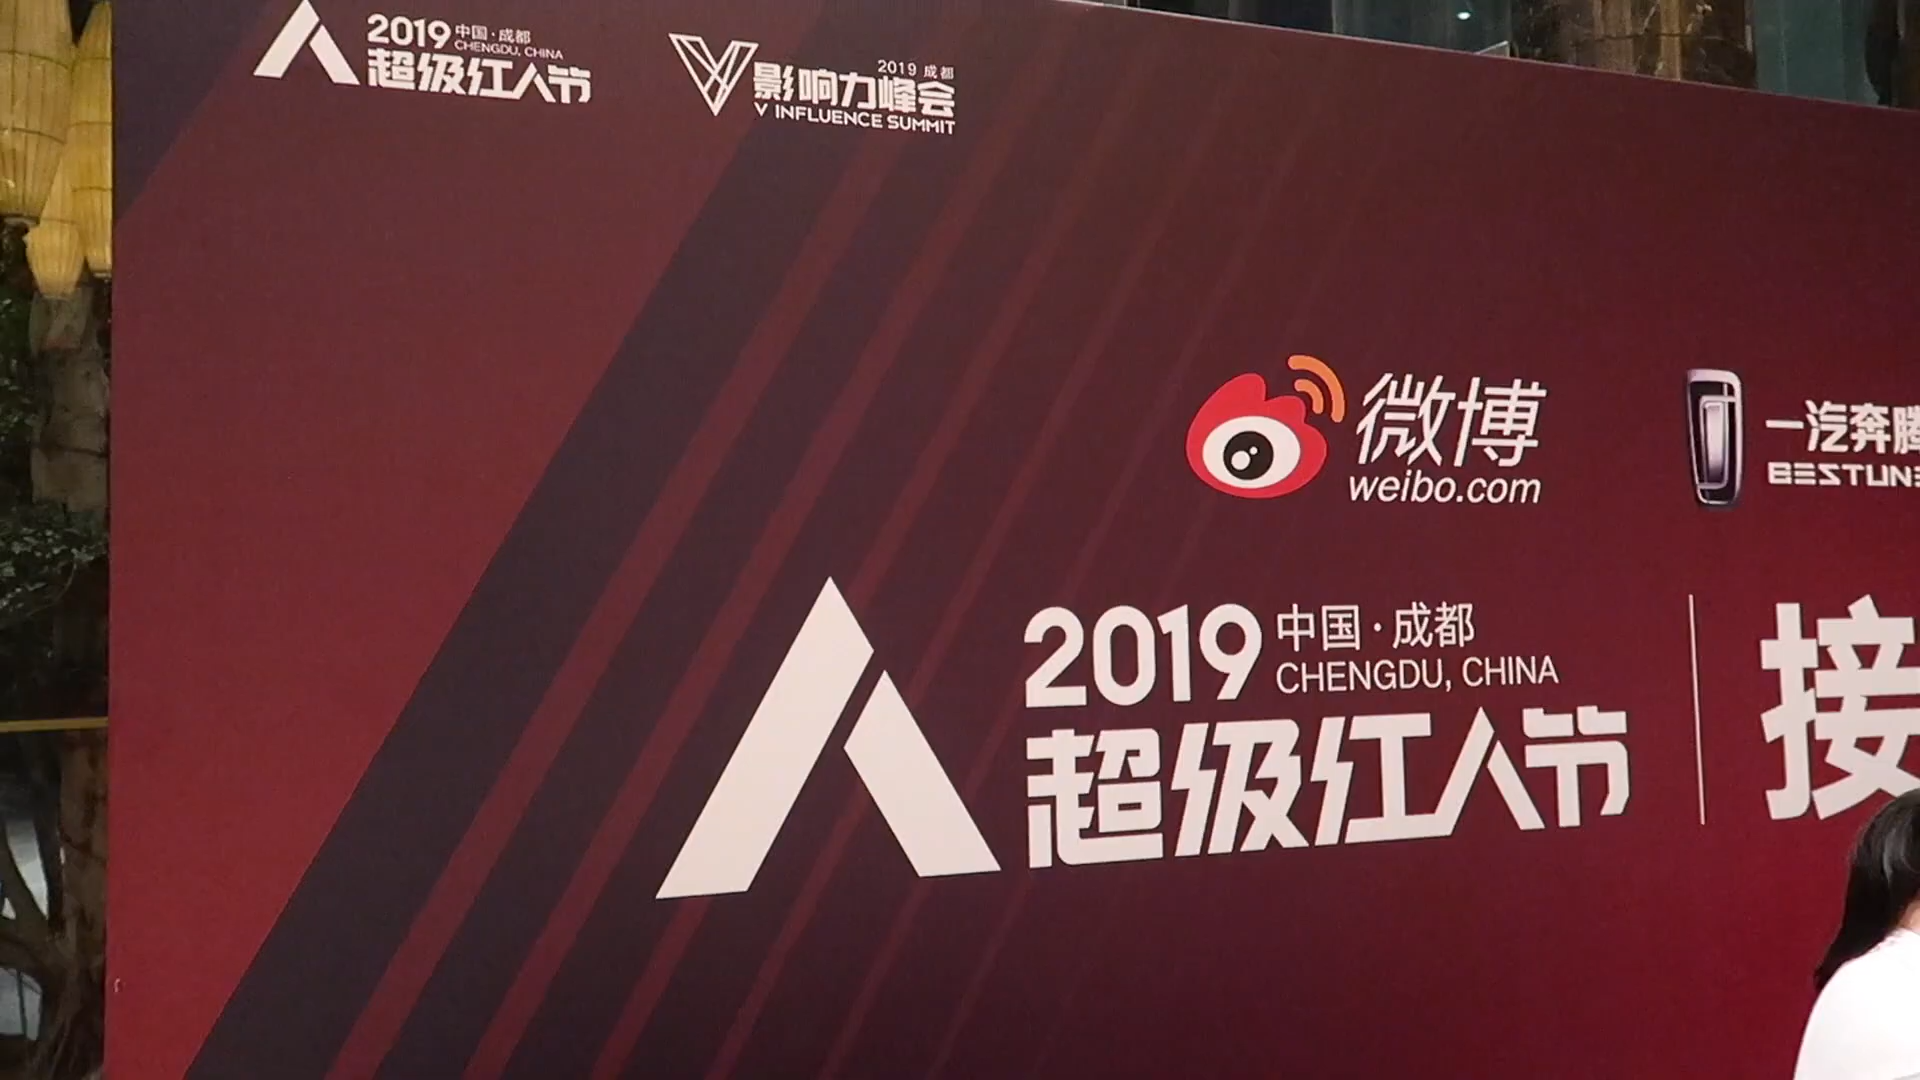 2019 中国·成都
CHENGDU, CHINA
超级红人节
2019 成都
V影响力峰会
V INFLUENCE SUMMIT
微博
weibo.com
一汽奔腾
BESTUNE
2019 中国·成都
CHENGDU, CHINA
超级红人节
接